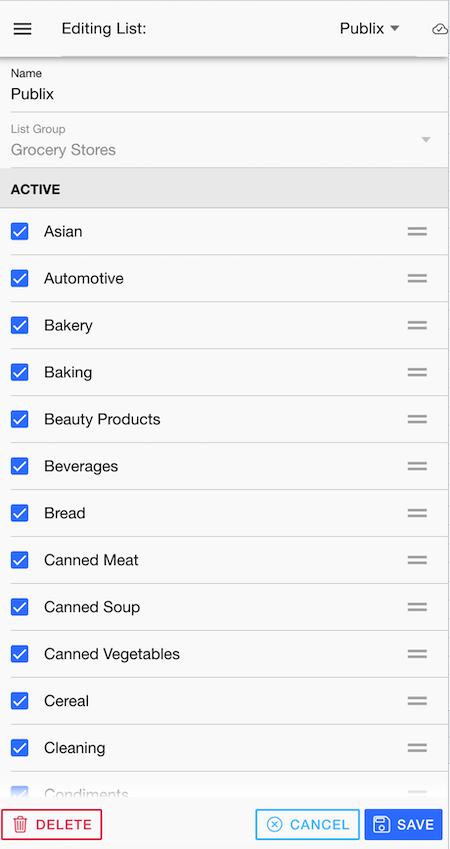 Editing List:
Publix
Name
Publix
List Group
Grocery Stores
ACTIVE
Asian
Automotive
Bakery
Baking
Beauty Products
Beverages
Bread
Canned Meat
Canned Soup
Canned Vegetables
Cereal
Cleaning
Condiments
DELETE
CANCEL
SAVE